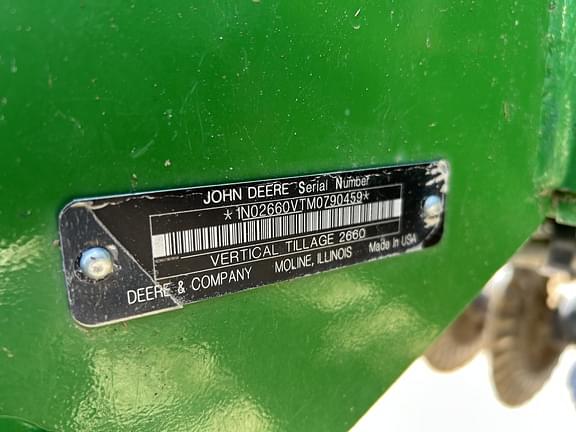 JOHN DEERE Serial Number
*1N02660VTM0790459*
VERTICAL TILLAGE 2660
DEERE & COMPANY MOLINE, ILLINOIS Made In USA